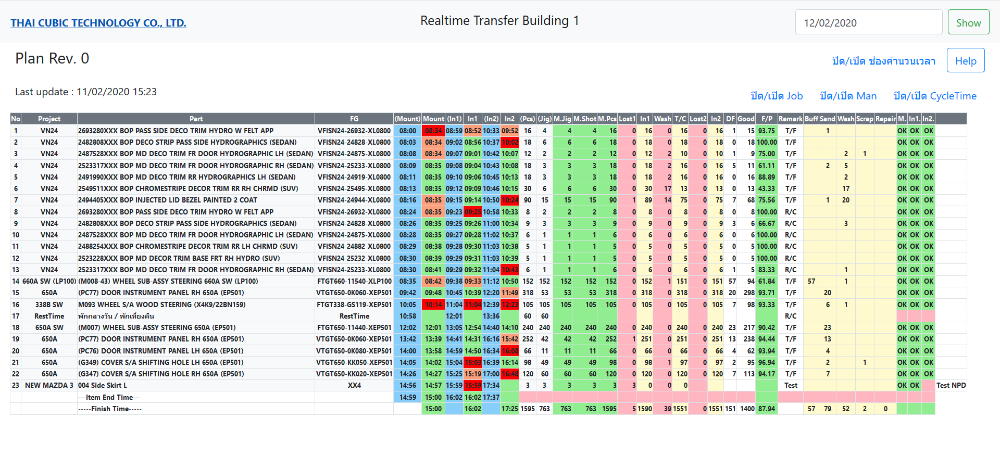 THAI CUBIC TECHNOLOGY CO., LTD.
Realtime Transfer Building 1
12/02/2020
Show
Plan Rev. 0
ปิด/เปิด ช่องคำนวนเวลา
Help
Last update : 11/02/2020 15:23
ปิด/เปิด Job ปิด/เปิด Man ปิด/เปิด CycleTime
No Project Part FG (Mount) Mount (In1) In1 (In2) In2 (Pcs) (Jig) M.Jig M.Shot M.Pcs Lost1 In1 Wash T/C Lost2 In2 DF Good F/P Remark Buff Sand Wash Scrap Repair M. In1. In2.
1 VN24 2693280XXX BOP PASS SIDE DECO TRIM HYDRO W FELT APP VFISN24-26932-XL0800 08:00 08:34 08:59 08:52 10:33 09:52 16 4 4 4 16 0 16 0 16 0 16 1 15 93.75 T/F 1 OK OK OK
2 VN24 2482808XXX BOP DECO STRIP PASS SIDE HYDROGRAPHICS (SEDAN) VFISN24-24828-XL0800 08:03 08:34 09:02 08:56 10:37 10:02 18 6 6 6 18 0 18 0 18 0 18 0 18 100.00 T/F OK OK OK
3 VN24 2487528XXX BOP MD DECO TRIM FR DOOR HYDROGRAPHIC LH (SEDAN) VFISN24-24875-XL0800 08:08 08:34 09:07 09:01 10:42 10:07 12 2 2 2 12 0 12 2 10 0 10 1 9 75.00 T/F 2 1 OK OK OK
4 VN24 2523317XXX BOP MD DECO TRIM FR DOOR HYDROGRAPHIC RH (SEDAN) VFISN24-25233-XL0800 08:09 08:35 09:08 09:04 10:43 10:08 18 3 3 3 18 0 18 2 16 0 16 5 11 61.11 T/F 2 5 OK OK OK
5 VN24 2491990XXX BOP MD DECO TRIM RR HYDROGRAPHICS LH (SEDAN) VFISN24-24919-XL0800 08:11 08:35 09:10 09:06 10:45 10:13 18 3 3 3 18 0 18 2 16 0 16 0 16 88.89 T/F 2 OK OK OK
6 VN24 2549511XXX BOP CHROMESTRIPE DECOR TRIM RR RH CHRMD (SUV) VFISN24-25495-XL0800 08:13 08:35 09:12 09:09 10:46 10:15 30 6 6 6 30 0 30 17 13 0 13 0 13 43.33 T/F 17 OK OK OK
7 VN24 2494405XXX BOP INJECTED LID BEZEL PAINTED 2 COAT VFISN24-24944-XL0800 08:16 08:35 09:15 09:14 10:50 10:24 90 15 15 15 90 1 89 14 75 0 75 7 68 75.56 T/F 1 20 OK OK OK
8 VN24 2693280XXX BOP PASS SIDE DECO TRIM HYDRO W FELT APP VFISN24-26932-XL0800 08:24 08:35 09:23 09:25 10:58 10:33 8 2 2 2 8 0 8 0 8 0 8 0 8 100.00 R/C OK OK OK
9 VN24 2482808XXX BOP DECO STRIP PASS SIDE HYDROGRAPHICS (SEDAN) VFISN24-24828-XL0800 08:26 08:35 09:25 09:26 11:00 10:34 9 3 3 3 9 0 9 0 9 0 9 3 6 66.67 R/C 3 OK OK OK
10 VN24 2487528XXX BOP MD DECO TRIM FR DOOR HYDROGRAPHIC LH (SEDAN) VFISN24-24875-XL0800 08:28 08:35 09:27 09:28 11:02 10:37 6 1 1 1 6 0 6 0 6 0 6 0 6 100.00 R/C OK OK OK
11 VN24 2488254XXX BOP CHROMESTRIPE DECOR TRIM RR LH CHRMD (SUV) VFISN24-24882-XL0800 08:29 08:38 09:28 09:30 11:03 10:38 5 1 1 1 5 0 5 0 5 0 5 0 5 100.00 R/C OK OK OK
12 VN24 2523228XXX BOP MD DECOR TRIM BASE FRT RH HYDRO (SUV) VFISN24-25232-XL0800 08:30 08:39 09:29 09:31 11:03 10:39 5 1 1 1 5 0 5 0 5 0 5 0 5 100.00 R/C OK OK OK
13 VN24 2523317XXX BOP MD DECO TRIM FR DOOR HYDROGRAPHIC RH (SEDAN) VFISN24-25233-XL0800 08:30 08:41 09:29 09:32 11:04 10:43 6 1 1 1 6 0 6 0 6 0 6 1 5 83.33 R/C 1 OK OK OK
14 660A SW (LP100) (M008-43) WHEEL SUB-ASSY STEERING 660A SW (LP100) FTGT660-11540-XLP100 08:35 08:42 09:38 09:33 11:12 10:50 152 152 152 152 152 0 152 1 151 0 151 57 94 61.84 T/F 57 1 OK OK OK
15 650A (PC77) DOOR INSTRUMENT PANEL RH 650A (EP501) VTGT650-0K060-XEP501 09:42 09:48 10:45 10:39 12:20 11:49 318 53 53 53 318 0 318 0 318 0 318 20 298 93.71 T/F 20 OK OK OK
16 338B SW M093 WHEEL S/A WOOD STEERING (X4K9/22BN159) FTGT338-GS119-XEP501 10:05 10:14 11:04 11:04 12:39 12:23 105 105 105 105 105 0 105 0 105 0 105 7 98 93.33 T/F 6 1 OK OK OK
17 RestTime พักกลางวัน / พักเที่ยงคืน RestTime 10:58 12:01 13:36 60 60 R/C
18 650A SW (M007) WHEEL SUB-ASSY STEERING 650A (EP501) FTGT650-11440-XEP501 12:02 12:01 13:05 12:54 14:40 14:10 240 240 240 240 240 0 240 0 240 0 240 23 217 90.42 T/F 23 OK OK OK
19 650A (PC77) DOOR INSTRUMENT PANEL RH 650A (EP501) VTGT650-0K060-XEP501 13:42 13:39 14:41 14:31 16:16 15:42 252 42 42 42 252 1 251 0 251 0 251 13 238 94.44 T/F 13 OK OK OK
20 650A (PC76) DOOR INSTRUMENT PANEL LH 650A (EP501) VTGT650-0K080-XEP501 14:00 13:58 14:59 14:50 16:34 16:08 66 11 11 11 66 0 66 0 66 0 66 4 62 93.94 T/F 4 OK OK OK
21 650A (G349) COVER S/A SHIFTING HOLE LH 650A (EP501) VTGT650-KK050-XEP501 14:05 14:02 15:04 15:03 16:39 16:14 98 49 49 49 98 0 98 1 97 0 97 2 95 96.94 T/F 2 1 OK OK OK
22 650A (G347) COVER S/A SHIFTING HOLE RH 650A (EP501) VTGT650-KK020-XEP501 14:26 14:27 15:25 15:19 17:00 16:48 120 60 60 60 120 0 120 0 120 0 120 7 113 94.17 T/F 7 OK OK OK
23 NEW MAZDA 3 004 Side Skirt L XX4 14:56 14:57 15:59 15:59 17:34 3 3 3 3 3 3 0 0 0 Test OK OK Test NPD
---Item End Time--- 14:59 15:00 16:02 16:02 17:37
-----Finish Time----- 15:00 16:02 17:25 1595 763 763 763 1595 5 1590 39 1551 0 1551 151 1400 87.94 57 79 52 2 0